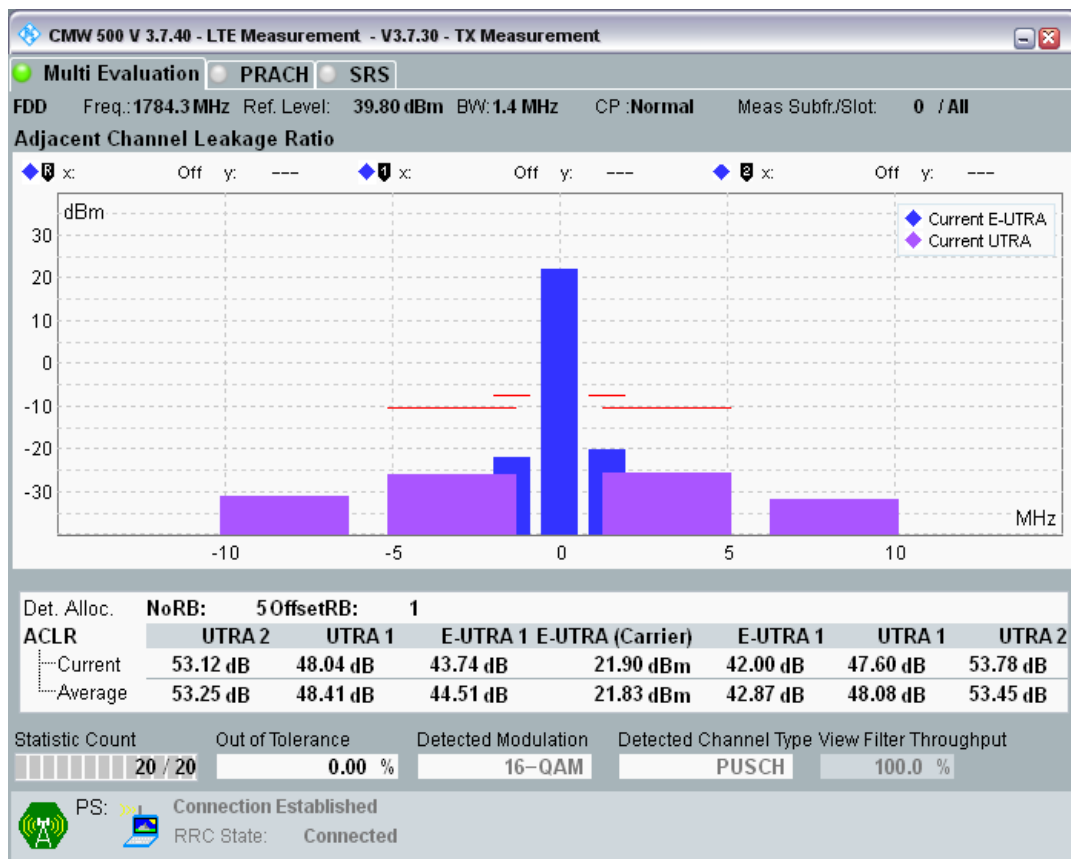 CMW 500 V 3.7.40 - LTE Measurement - V3.7.30 - TX Measurement
Multi Evaluation PRACH SRS
FDD Freq.: 1784.3 MHz Ref. Level: 39.80 dBm BW: 1.4 MHz CP :Normal Meas Subfr./Slot: 0 / All
Adjacent Channel Leakage Ratio
R x: Off y: --- 1 x: Off y: --- 2 x: Off y: ---
dBm
Current E-UTRA
Current UTRA
30
20
10
0
-10
-20
-30
MHz
-10 -5 0 5 10
Det. Alloc. NoRB: 5 OffsetRB: 1
ACLR UTRA 2 UTRA 1 E-UTRA 1 E-UTRA (Carrier) E-UTRA 1 UTRA 1 UTRA 2
Current 53.12 dB 48.04 dB 43.74 dB 21.90 dBm 42.00 dB 47.60 dB 53.78 dB
Average 53.25 dB 48.41 dB 44.51 dB 21.83 dBm 42.87 dB 48.08 dB 53.45 dB
Statistic Count Out of Tolerance Detected Modulation Detected Channel Type View Filter Throughput
20 / 20 0.00 % 16-QAM PUSCH 100.0 %
PS: Connection Established
RRC State: Connected